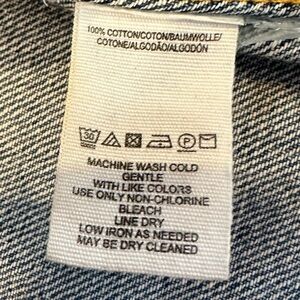 100% COTTON/COTON/BAUMWOLLE/
COTONE/ALGODÃO/ALGODÓN
30 P
MACHINE WASH COLD
GENTLE
WITH LIKE COLORS
USE ONLY NON-CHLORINE
BLEACH
LINE DRY
LOW IRON AS NEEDED
MAY BE DRY CLEANED